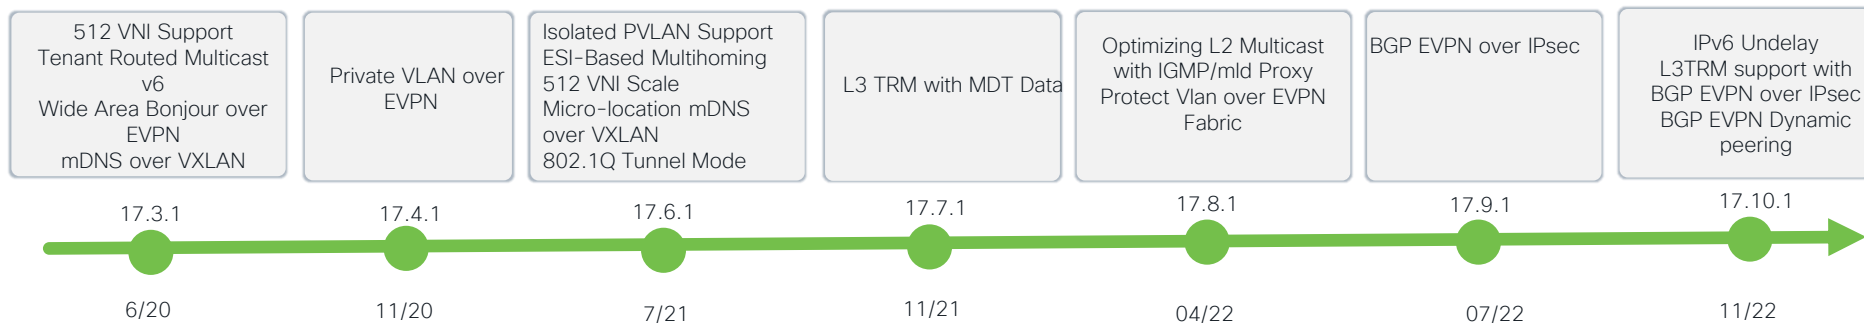 512 VNI Support
Tenant Routed Multicast
v6
Wide Area Bonjour over
EVPN
mDNS over VXLAN
Private VLAN over
EVPN
Isolated PVLAN Support
ESI-Based Multihoming
512 VNI Scale
Micro-location mDNS
over VXLAN
802.1Q Tunnel Mode
L3 TRM with MDT Data
Optimizing L2 Multicast
with IGMP/mld Proxy
Protect Vlan over EVPN
Fabric
BGP EVPN over IPsec
IPv6 Undelay
L3TRM support with
BGP EVPN over IPsec
BGP EVPN Dynamic
peering
17.3.1
17.4.1
17.6.1
17.7.1
17.8.1
17.9.1
17.10.1
6/20
11/20
7/21
11/21
04/22
07/22
11/22